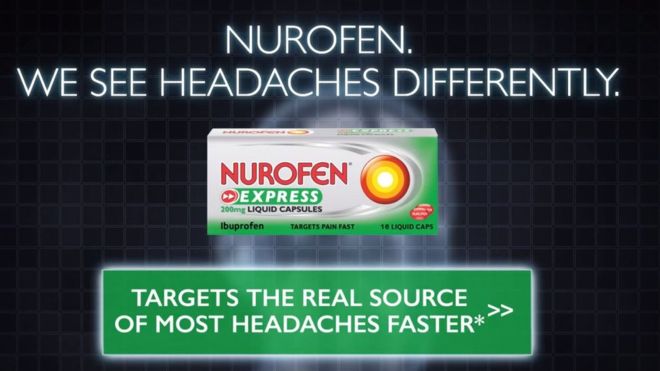 NUROFEN.
WE SEE HEADACHES DIFFERENTLY.
NUROFEN
EXPRESS
200mg LIQUID CAPSULES
Ibuprofen TARGETS PAIN FAST 16 LIQUID CAPS
TARGETS THE REAL SOURCE
OF MOST HEADACHES FASTER* >>